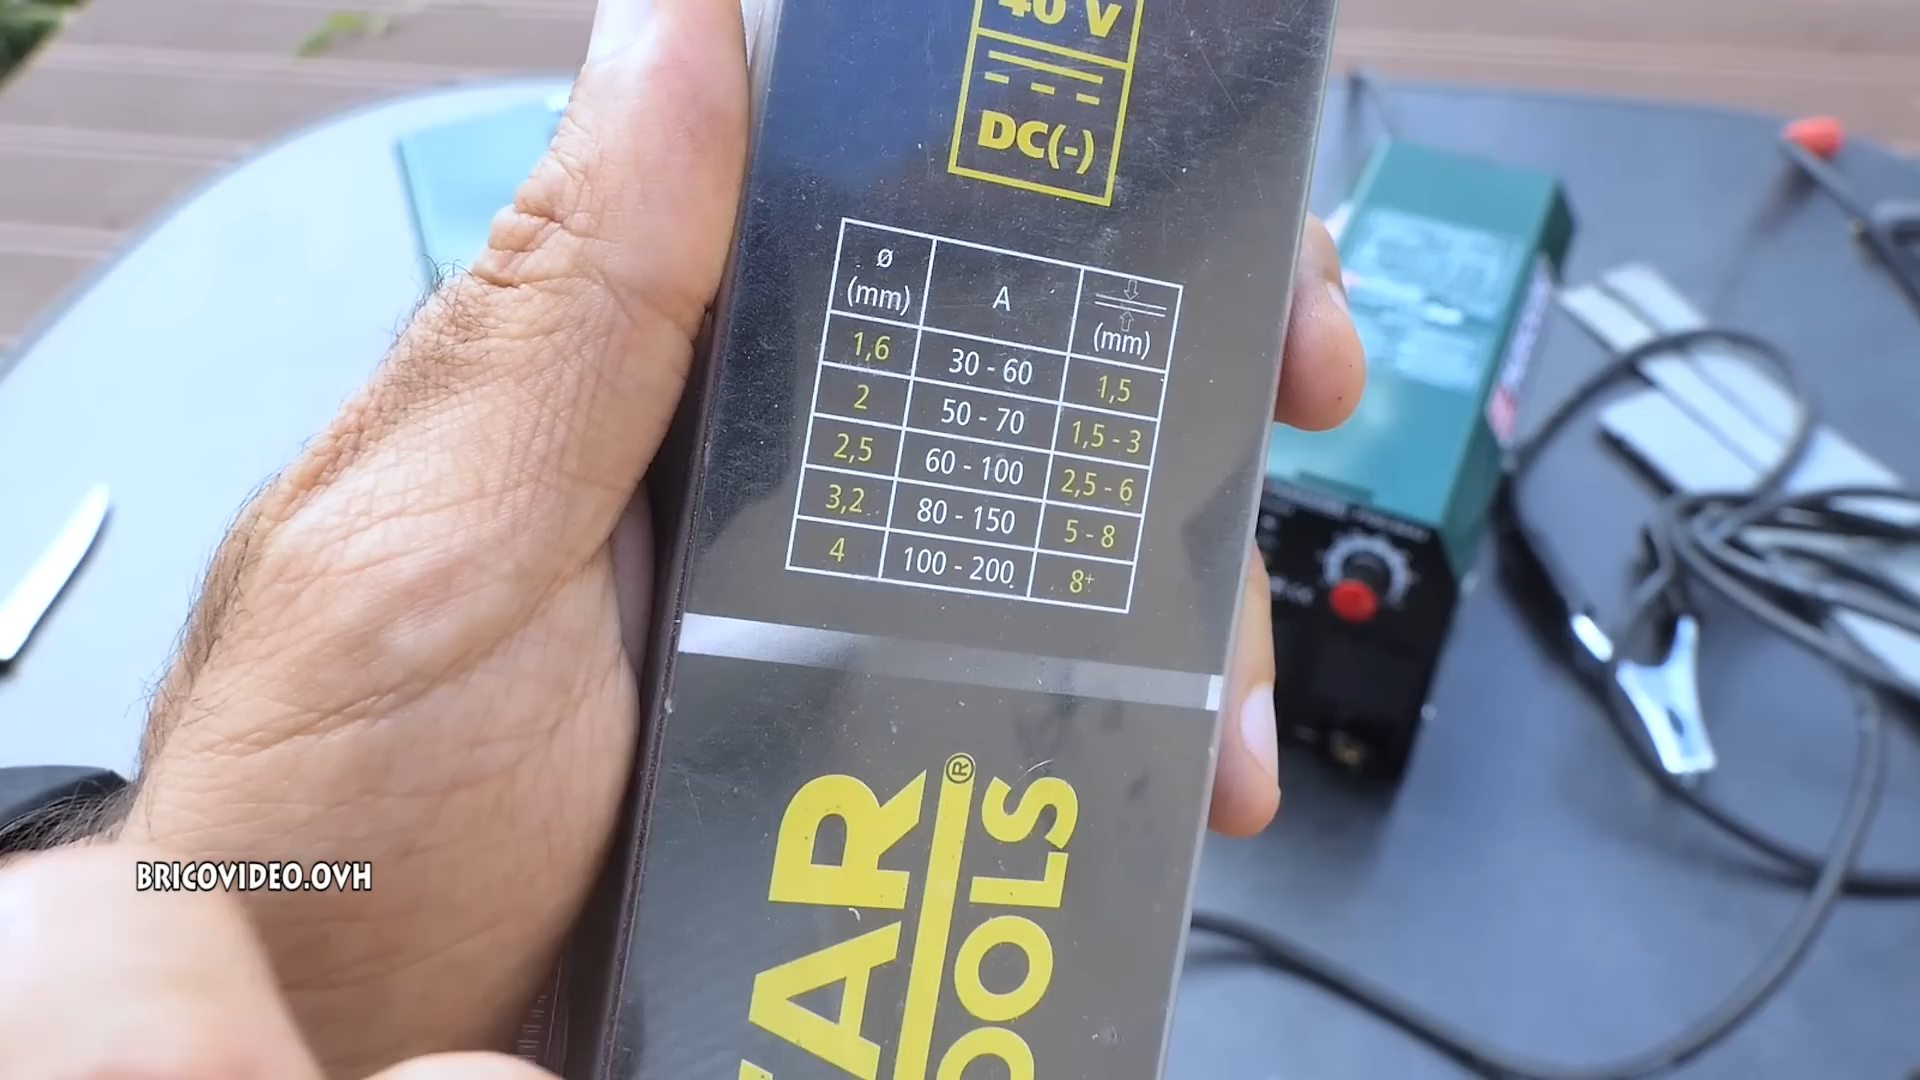 40 V
DC(-)
ø (mm) A (mm)
1,6 30 - 60 1,5
2 50 - 70 1,5 - 3
2,5 60 - 100 2,5 - 6
3,2 80 - 150 5 - 8
4 100 - 200 8+
AR
OOLS
®
BRICOVIDEO.OVH